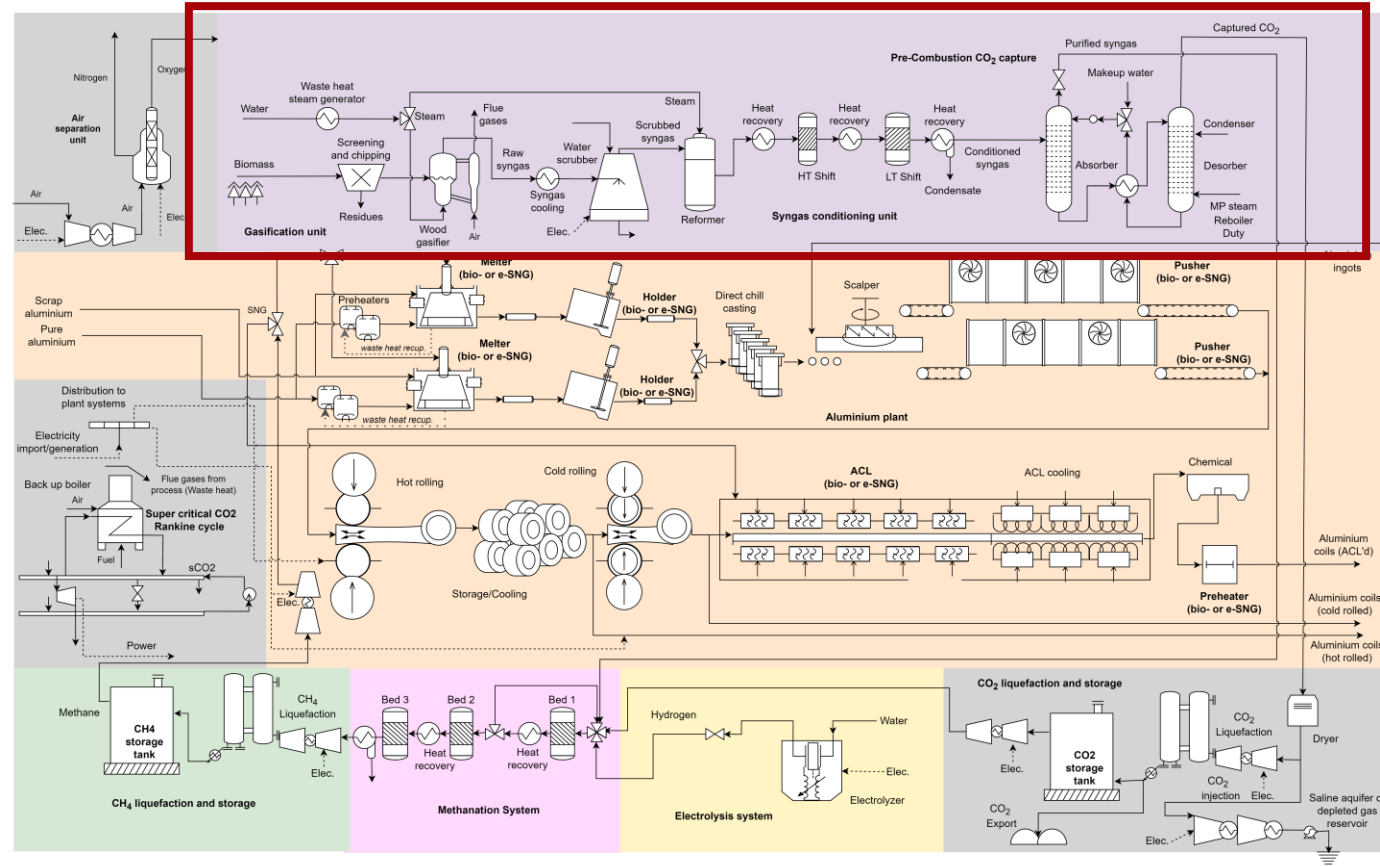 Captured CO2
Purified syngas
Pre-Combustion CO2 capture
Makeup water
Nitrogen
Oxygen
Waste heat
steam generator
Water
Steam
Steam
Flue
gases
Heat
recovery
Heat
recovery
Heat
recovery
Air
separation
unit
Screening
and chipping
Water
scrubber
Scrubbed
syngas
Condenser
Biomass
Raw
syngas
Conditioned
syngas
Absorber
Desorber
HT Shift
LT Shift
Condensate
Air
Air
Elec.
Elec.
Residues
Syngas
cooling
Elec.
Reformer
Syngas conditioning unit
MP steam
Reboiler
Duty
Gasification unit
Wood
gasifier
Air
ingots
Melter
(bio- or e-SNG)
Pusher
(bio- or e-SNG)
Scrap
aluminium
Pure
aluminium
SNG
Preheaters
Holder
(bio- or e-SNG)
Direct chill
casting
Scalper
waste heat recup.
Melter
(bio- or e-SNG)
Pusher
(bio- or e-SNG)
Holder
(bio- or e-SNG)
waste heat recup.
Aluminium plant
Distribution to
plant systems
Electricity
import/generation
Flue gases from
process (Waste heat)
Back up boiler
Air
Super critical CO2
Rankine cycle
Fuel
sCO2
Power
Hot rolling
Cold rolling
Storage/Cooling
Elec.
ACL
(bio- or e-SNG)
ACL cooling
Chemical
Preheater
(bio- or e-SNG)
Aluminium
coils (ACL'd)
Aluminium coils
(cold rolled)
Aluminium coils
(hot rolled)
Methane
CH4
storage
tank
CH4
Liquefaction
Elec.
CH4 liquefaction and storage
Bed 3
Bed 2
Bed 1
Heat
recovery
Heat
recovery
Methanation System
Hydrogen
Water
Elec.
Electrolyzer
Electrolysis system
CO2 liquefaction and storage
Elec.
CO2
storage
tank
CO2
Liquefaction
Dryer
CO2
Export
CO2
injection
Elec.
Elec.
Saline aquifer
depleted gas
reservoir